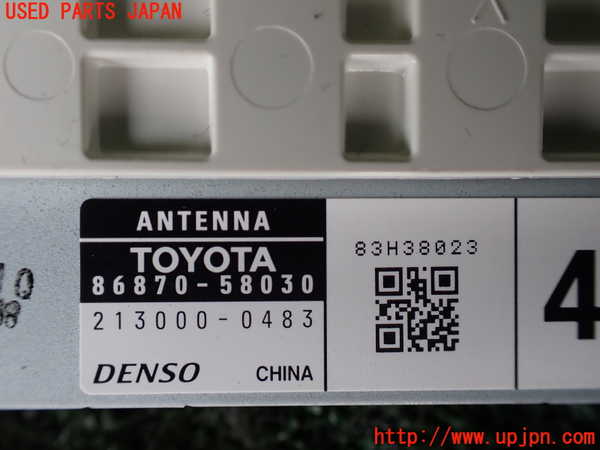 USED PARTS JAPAN
ANTENNA
TOYOTA
86870-58030
213000-0483
DENSO CHINA
83H38023
4
http://www.upjpn.com/